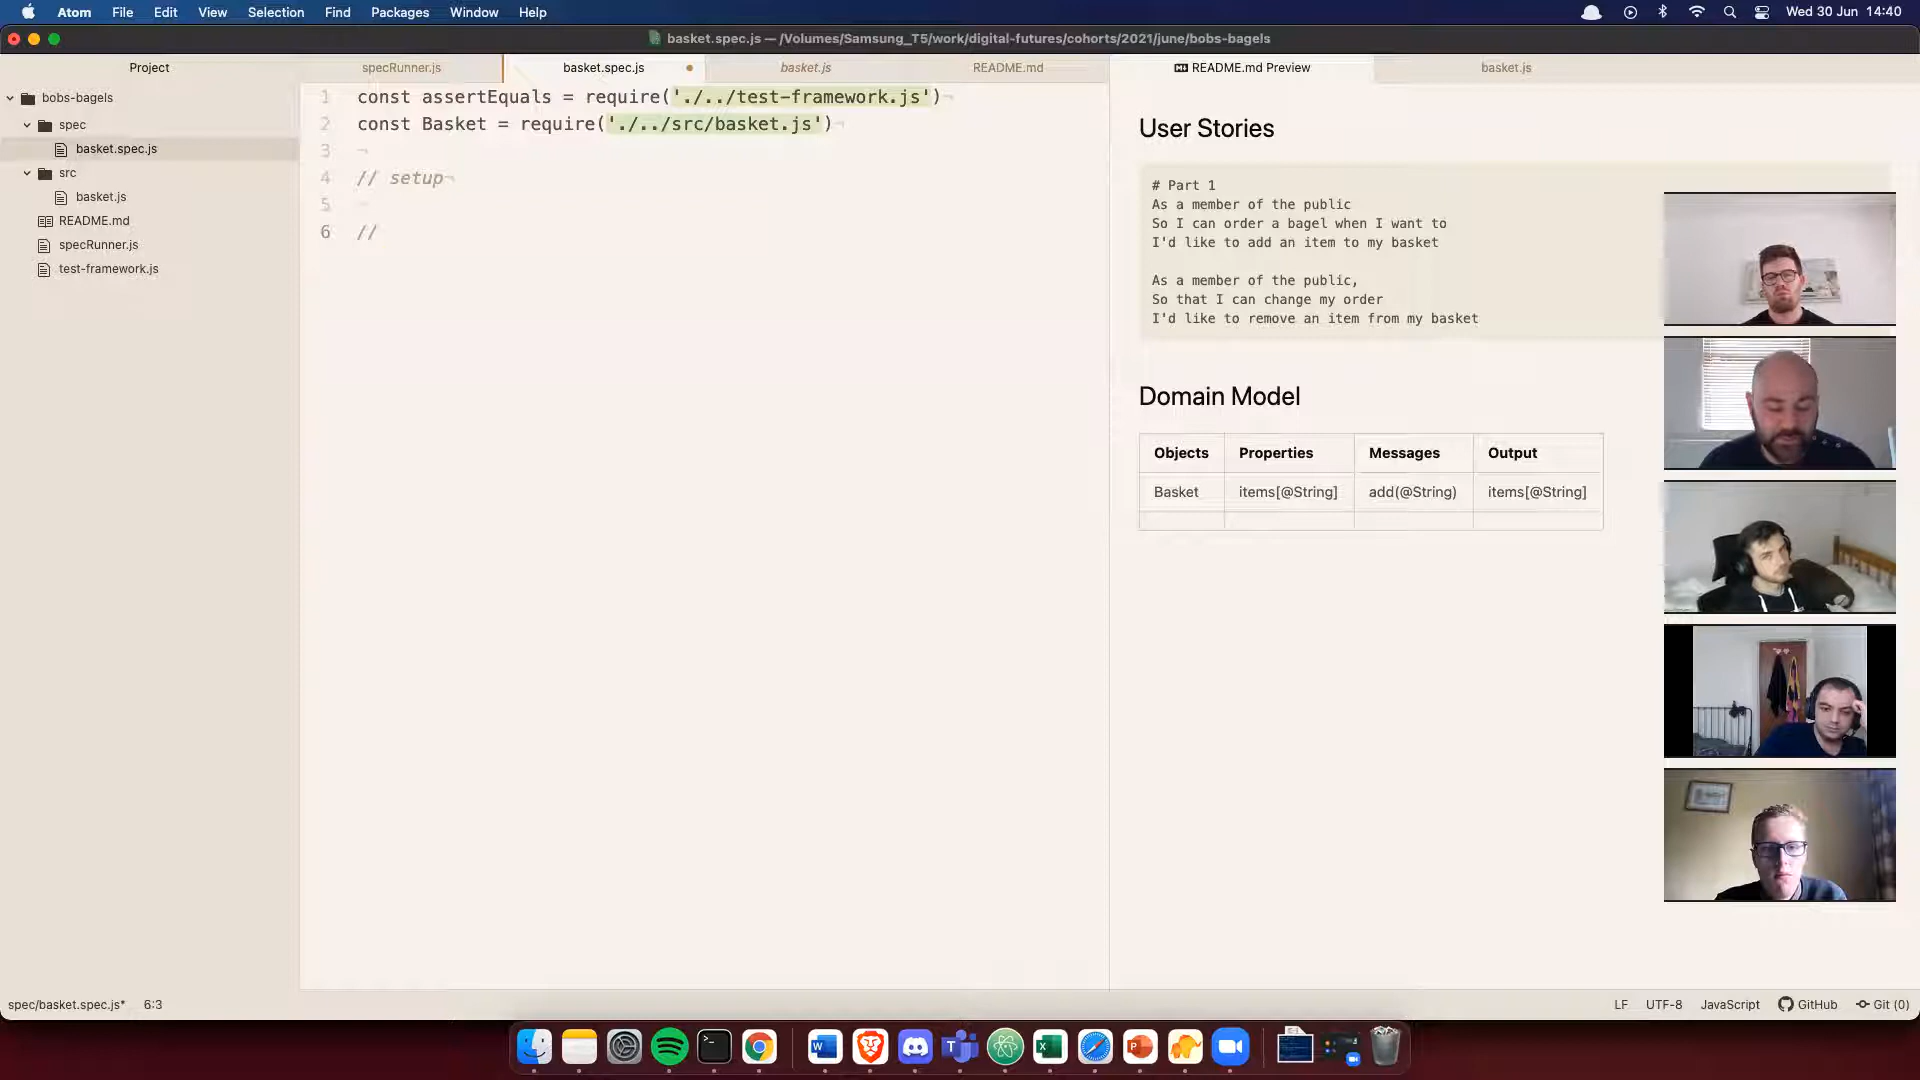 Atom File Edit View Selection Find Packages Window Help
Wed 30 Jun 14:40
basket.spec.js — /Volumes/Samsung_T5/work/digital-futures/cohorts/2021/june/bobs-bagels
Project
bobs-bagels
spec
basket.spec.js
src
basket.js
README.md
specRunner.js
test-framework.js
specRunner.js basket.spec.js basket.js README.md
1 const assertEquals = require('./../test-framework.js')¬
2 const Basket = require('./../src/basket.js')¬
3 ¬
4 // setup¬
5 ¬
6 //
README.md Preview basket.js
User Stories
# Part 1
As a member of the public
So I can order a bagel when I want to
I'd like to add an item to my basket
As a member of the public,
So that I can change my order
I'd like to remove an item from my basket
Domain Model
Objects Properties Messages Output
Basket items[@String] add(@String) items[@String]
spec/basket.spec.js* 6:3
LF UTF-8 JavaScript GitHub Git (0)